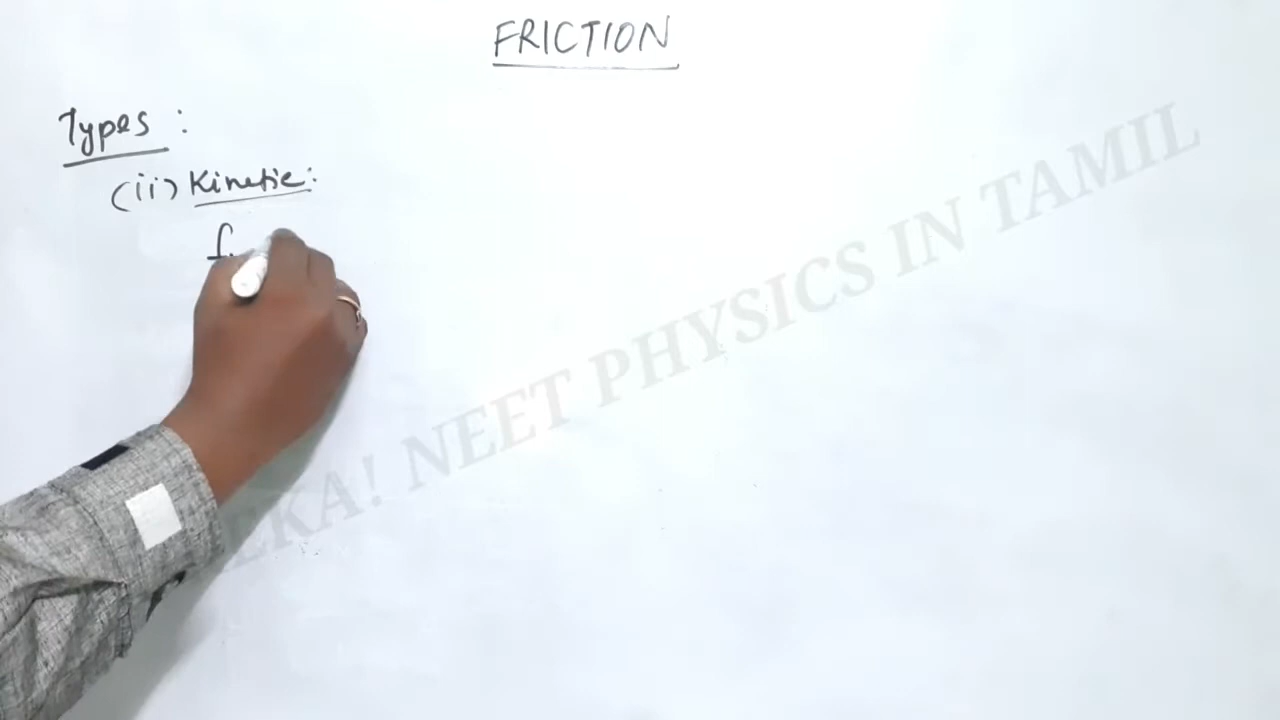 FRICTION
Types :
(ii) Kinetic :
f
EKA! NEET PHYSICS IN TAMIL